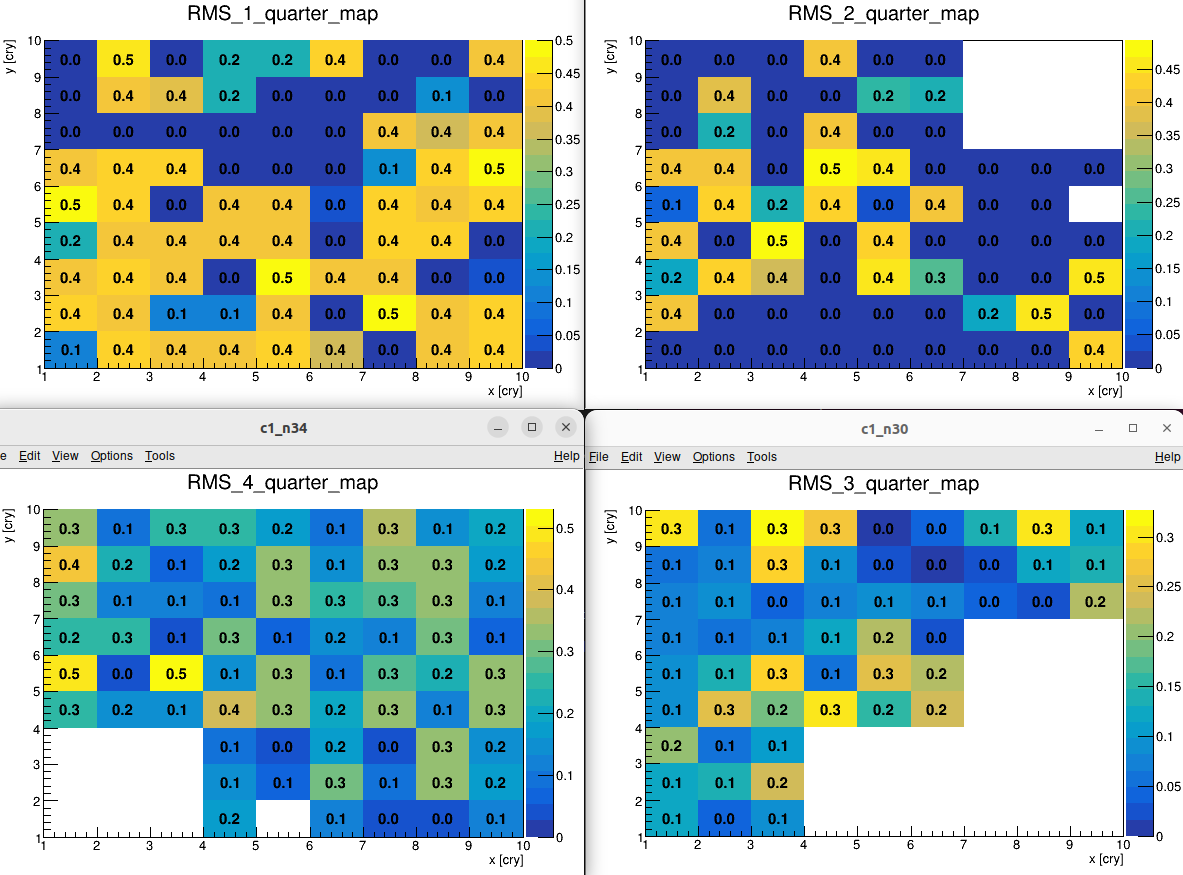 RMS_1_quarter_map
y [cry]
10 0.0 0.5 0.0 0.2 0.2 0.4 0.0 0.0 0.4 0.5
9 0.0 0.4 0.4 0.2 0.0 0.0 0.0 0.1 0.0 0.45
8 0.0 0.0 0.0 0.0 0.0 0.0 0.4 0.4 0.4 0.4
7 0.4 0.4 0.4 0.0 0.0 0.0 0.1 0.4 0.5 0.35
6 0.5 0.4 0.0 0.4 0.4 0.0 0.4 0.4 0.4 0.3
5 0.2 0.4 0.4 0.4 0.4 0.0 0.4 0.4 0.0 0.25
4 0.4 0.4 0.4 0.0 0.5 0.4 0.4 0.0 0.0 0.2
3 0.4 0.4 0.1 0.1 0.4 0.0 0.5 0.4 0.4 0.15
2 0.1 0.4 0.4 0.4 0.4 0.4 0.0 0.4 0.4 0.1
1 0.05
0
1 2 3 4 5 6 7 8 9 10
x [cry]
RMS_2_quarter_map
y [cry]
10 0.0 0.0 0.0 0.4 0.0 0.0 0.45
9 0.0 0.4 0.0 0.0 0.2 0.2 0.4
8 0.0 0.2 0.0 0.4 0.0 0.0 0.35
7 0.4 0.4 0.0 0.5 0.4 0.0 0.0 0.0 0.0 0.3
6 0.1 0.4 0.2 0.4 0.0 0.4 0.0 0.0 0.25
5 0.4 0.0 0.5 0.0 0.4 0.0 0.0 0.0 0.0 0.2
4 0.2 0.4 0.4 0.0 0.4 0.3 0.0 0.0 0.5 0.15
3 0.4 0.0 0.0 0.0 0.0 0.0 0.2 0.5 0.0 0.1
2 0.0 0.0 0.0 0.0 0.0 0.0 0.0 0.0 0.4 0.05
1 0
1 2 3 4 5 6 7 8 9 10
x [cry]
c1_n34
e Edit View Options Tools Help
RMS_4_quarter_map
y [cry]
10 0.3 0.1 0.3 0.3 0.2 0.1 0.3 0.1 0.2 0.5
9 0.4 0.2 0.1 0.2 0.3 0.1 0.3 0.3 0.2 0.4
8 0.3 0.1 0.1 0.1 0.3 0.3 0.3 0.3 0.1 0.3
7 0.2 0.3 0.1 0.3 0.1 0.2 0.1 0.3 0.1 0.2
6 0.5 0.0 0.5 0.1 0.3 0.1 0.3 0.2 0.3 0.1
5 0.3 0.2 0.1 0.4 0.3 0.2 0.3 0.1 0.3 0
4 0.1 0.0 0.2 0.0 0.3 0.2
3 0.1 0.1 0.3 0.1 0.3 0.2
2 0.2 0.1 0.0 0.0 0.1
1
1 2 3 4 5 6 7 8 9 10
x [cry]
c1_n30
File Edit View Options Tools Help
RMS_3_quarter_map
y [cry]
10 0.3 0.1 0.3 0.3 0.0 0.0 0.1 0.3 0.1 0.3
9 0.1 0.1 0.3 0.1 0.0 0.0 0.0 0.1 0.1 0.25
8 0.1 0.1 0.0 0.1 0.1 0.1 0.0 0.0 0.2 0.2
7 0.1 0.1 0.1 0.1 0.2 0.0 0.15
6 0.1 0.1 0.3 0.1 0.3 0.2 0.1
5 0.1 0.3 0.2 0.3 0.2 0.2 0.05
4 0.2 0.1 0.1 0
3 0.1 0.1 0.2
2 0.1 0.0 0.1
1
1 2 3 4 5 6 7 8 9 10
x [cry]